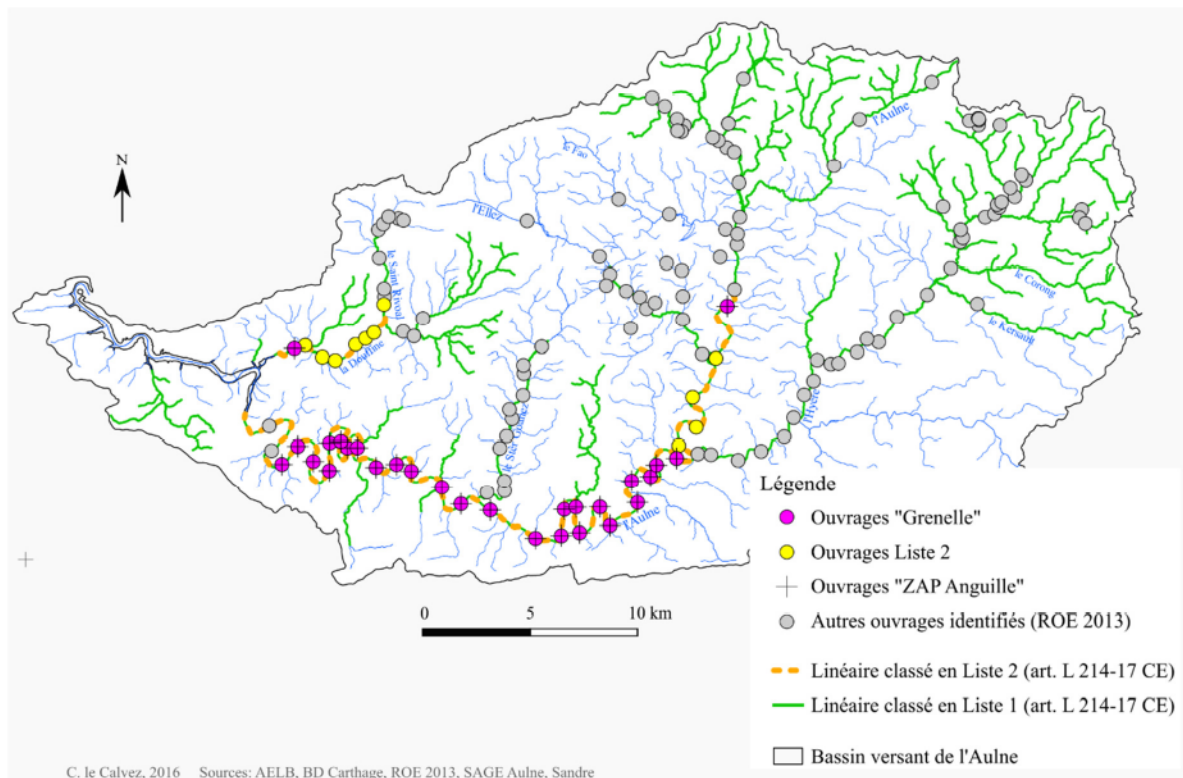 N
l'Aulne
le Fao
l'Ellez
le Saint Rivoal
le Corong
le Kersault
la Douffine
l'Hyère
l'Aulne
Légende
Ouvrages "Grenelle"
Ouvrages Liste 2
Ouvrages "ZAP Anguille"
Autres ouvrages identifiés (ROE 2013)
0 5 10 km
Linéaire classé en Liste 2 (art. L 214-17 CE)
Linéaire classé en Liste 1 (art. L 214-17 CE)
Bassin versant de l'Aulne
C. le Calvez, 2016 Sources: AELB, BD Carthage, ROE 2013, SAGE Aulne, Sandre